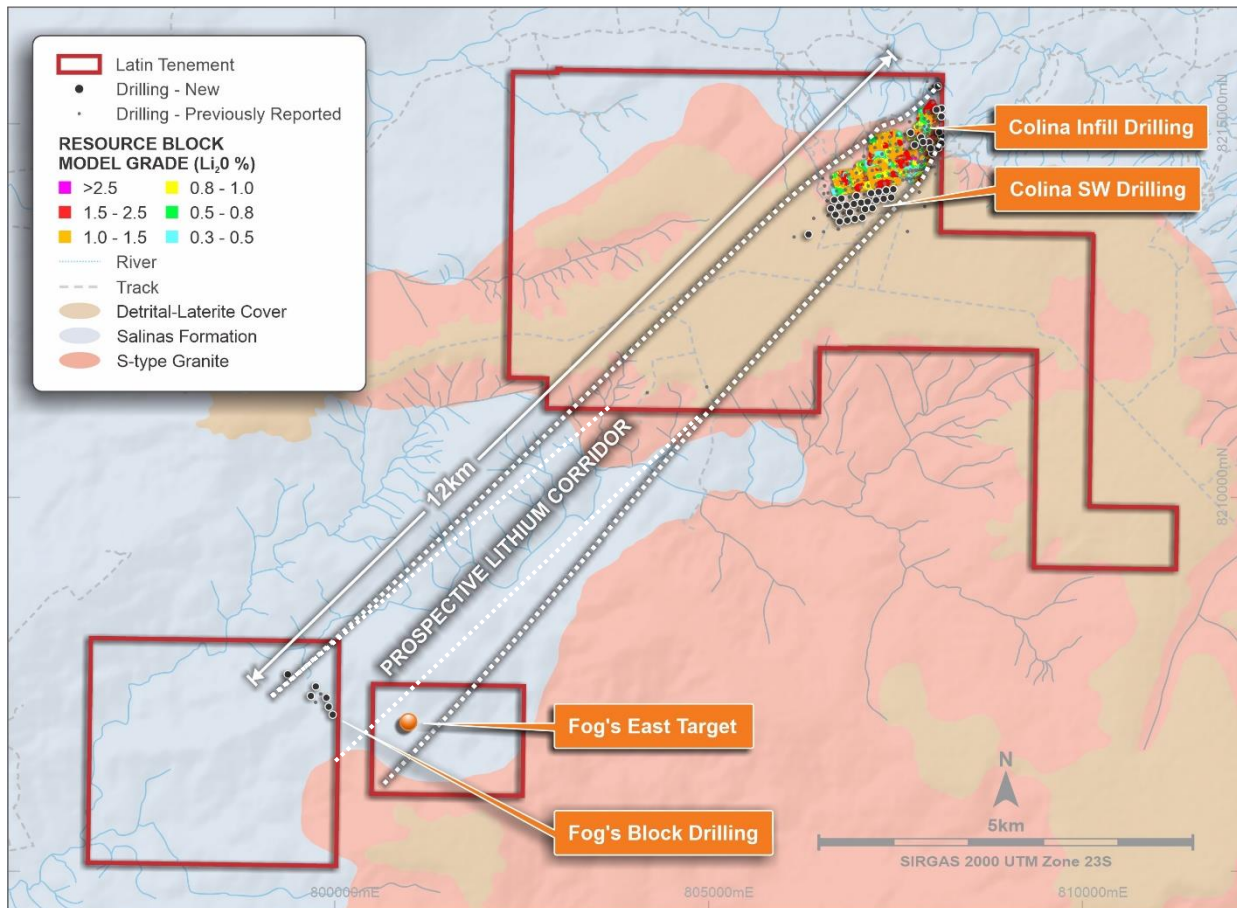 Latin Tenement
Drilling - New
Drilling - Previously Reported
RESOURCE BLOCK
MODEL GRADE (Li₂0 %)
>2.5
0.8 - 1.0
1.5 - 2.5
0.5 - 0.8
1.0 - 1.5
0.3 - 0.5
River
Track
Detrital-Laterite Cover
Salinas Formation
S-type Granite
Colina Infill Drilling
Colina SW Drilling
8215000mN
12km
PROSPECTIVE LITHIUM CORRIDOR
8210000mN
Fog's East Target
Fog's Block Drilling
N
5km
SIRGAS 2000 UTM Zone 23S
800000mE
805000mE
810000mE